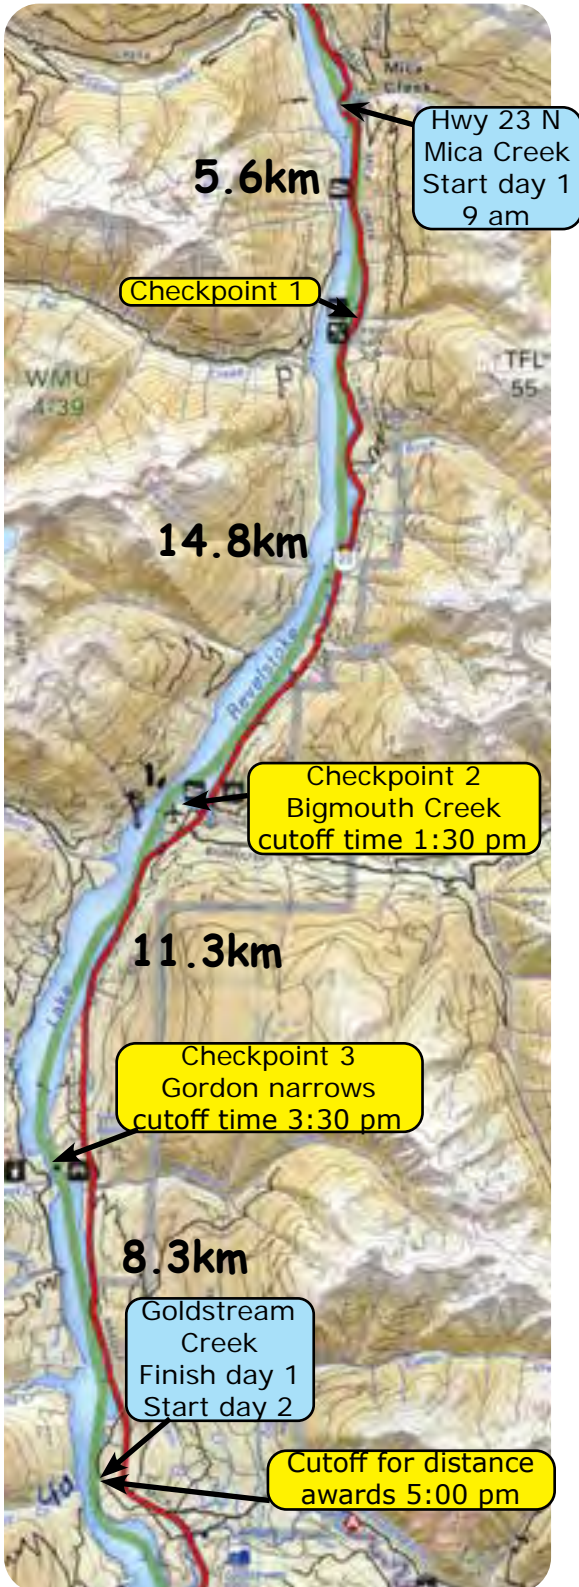 Mica
Creek
Hwy 23 N
Mica Creek
Start day 1
9 am
5.6km
Checkpoint 1
WMU
4-39
TFL
55
14.8km
Revelstoke
Checkpoint 2
Bigmouth Creek
cutoff time 1:30 pm
11.3km
Lake
Checkpoint 3
Gordon narrows
cutoff time 3:30 pm
8.3km
Goldstream
Creek
Finish day 1
Start day 2
Cutoff for distance
awards 5:00 pm